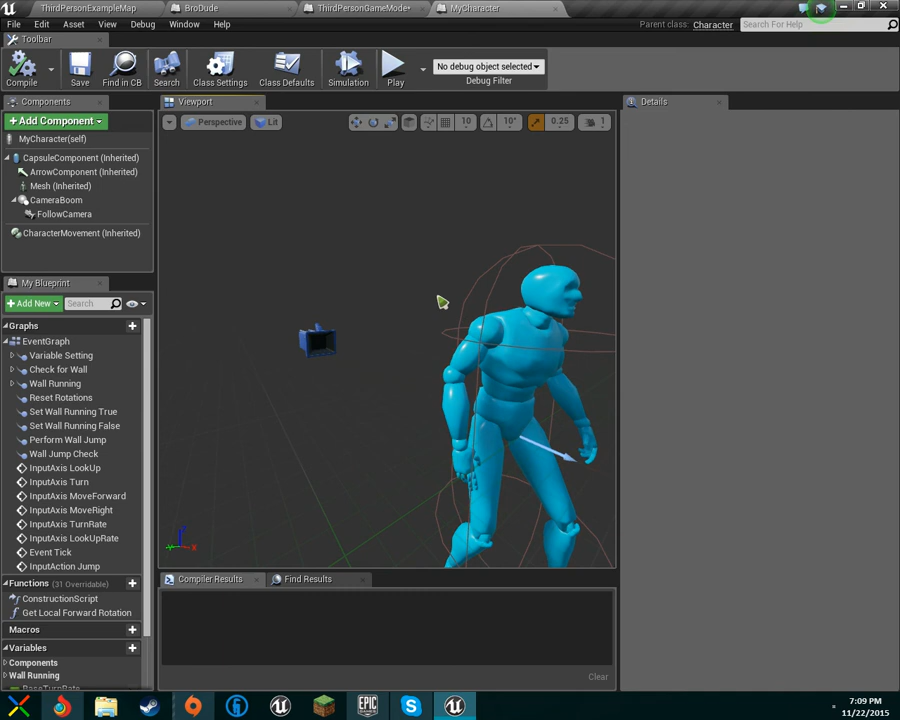 ThirdPersonExampleMap
BroDude
ThirdPersonGameMode*
MyCharacter
File Edit Asset View Debug Window Help
Parent class: Character
Search For Help
Toolbar
Compile
Save
Find in CB
Search
Class Settings
Class Defaults
Simulation
Play
No debug object selected
Debug Filter
Components
+Add Component
MyCharacter(self)
CapsuleComponent (Inherited)
ArrowComponent (Inherited)
Mesh (Inherited)
CameraBoom
FollowCamera
CharacterMovement (Inherited)
My Blueprint
+Add New
Search
Graphs
EventGraph
Variable Setting
Check for Wall
Wall Running
Reset Rotations
Set Wall Running True
Set Wall Running False
Perform Wall Jump
Wall Jump Check
InputAxis LookUp
InputAxis Turn
InputAxis MoveForward
InputAxis MoveRight
InputAxis TurnRate
InputAxis LookUpRate
Event Tick
InputAction Jump
Functions (31 Overridable)
ConstructionScript
Get Local Forward Rotation
Macros
Variables
Components
Wall Running
BaseTurnRate
Viewport
Perspective
Lit
10
10°
0.25
1
Z
X
Compiler Results
Find Results
Clear
Details
EPIC
7:09 PM
11/22/2015